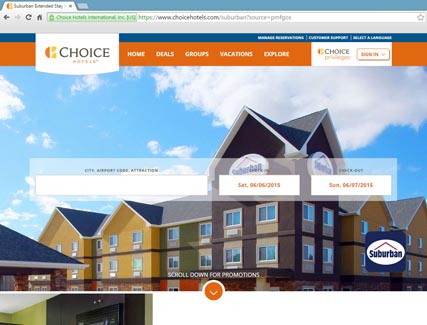 Suburban Extended Stay
Choice Hotels International, Inc. [US]
https://www.choicehotels.com/suburban?source=pmfgos
MANAGE RESERVATIONS | CUSTOMER SUPPORT | SELECT A LANGUAGE
CHOICE
HOTELS
HOME DEALS GROUPS VACATIONS EXPLORE
CHOICE
privileges
SIGN IN
CITY, AIRPORT CODE, ATTRACTION
CHECK-IN
CHECK-OUT
Sat, 06/06/2015
Sun, 06/07/2015
Suburban
SCROLL DOWN FOR PROMOTIONS